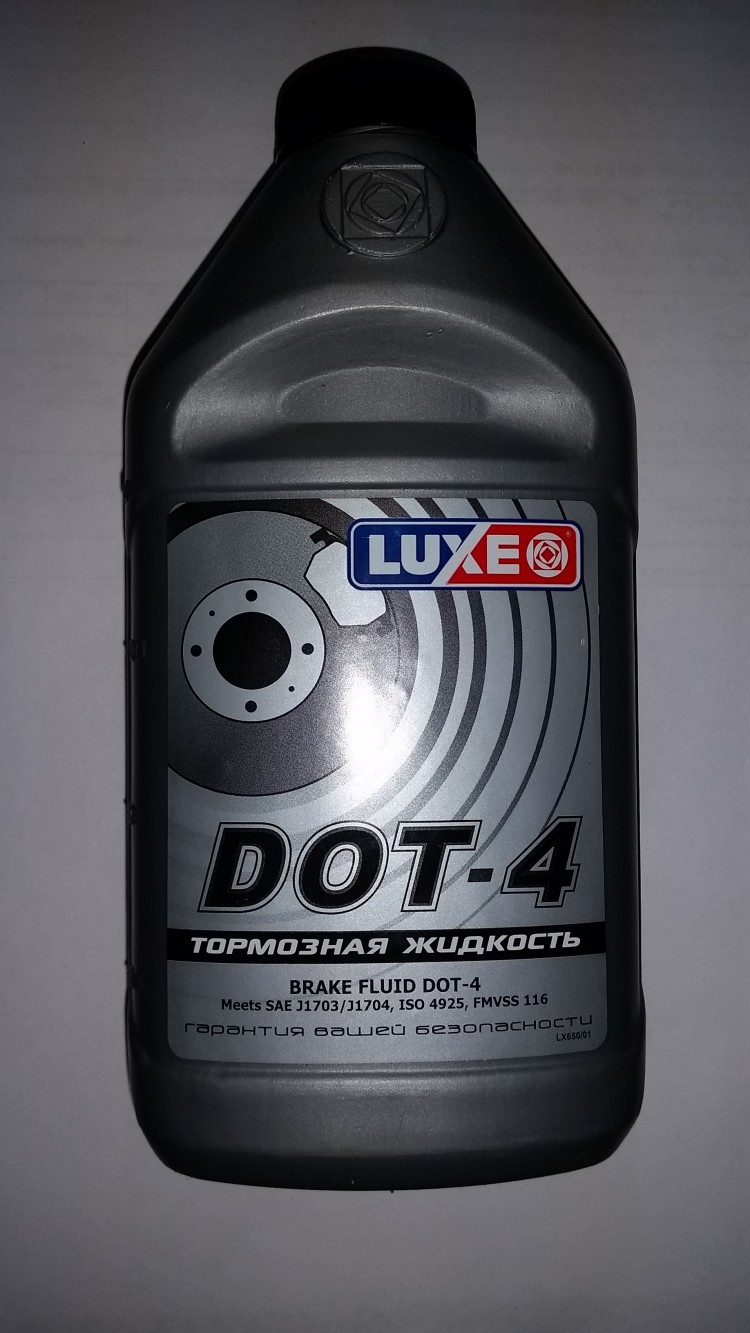 LUXE
DOT-4
ТОРМОЗНАЯ ЖИДКОСТЬ
BRAKE FLUID DOT-4
Meets SAE J1703/J1704, ISO 4925, FMVSS 116
гарантия вашей безопасности
LX650/01